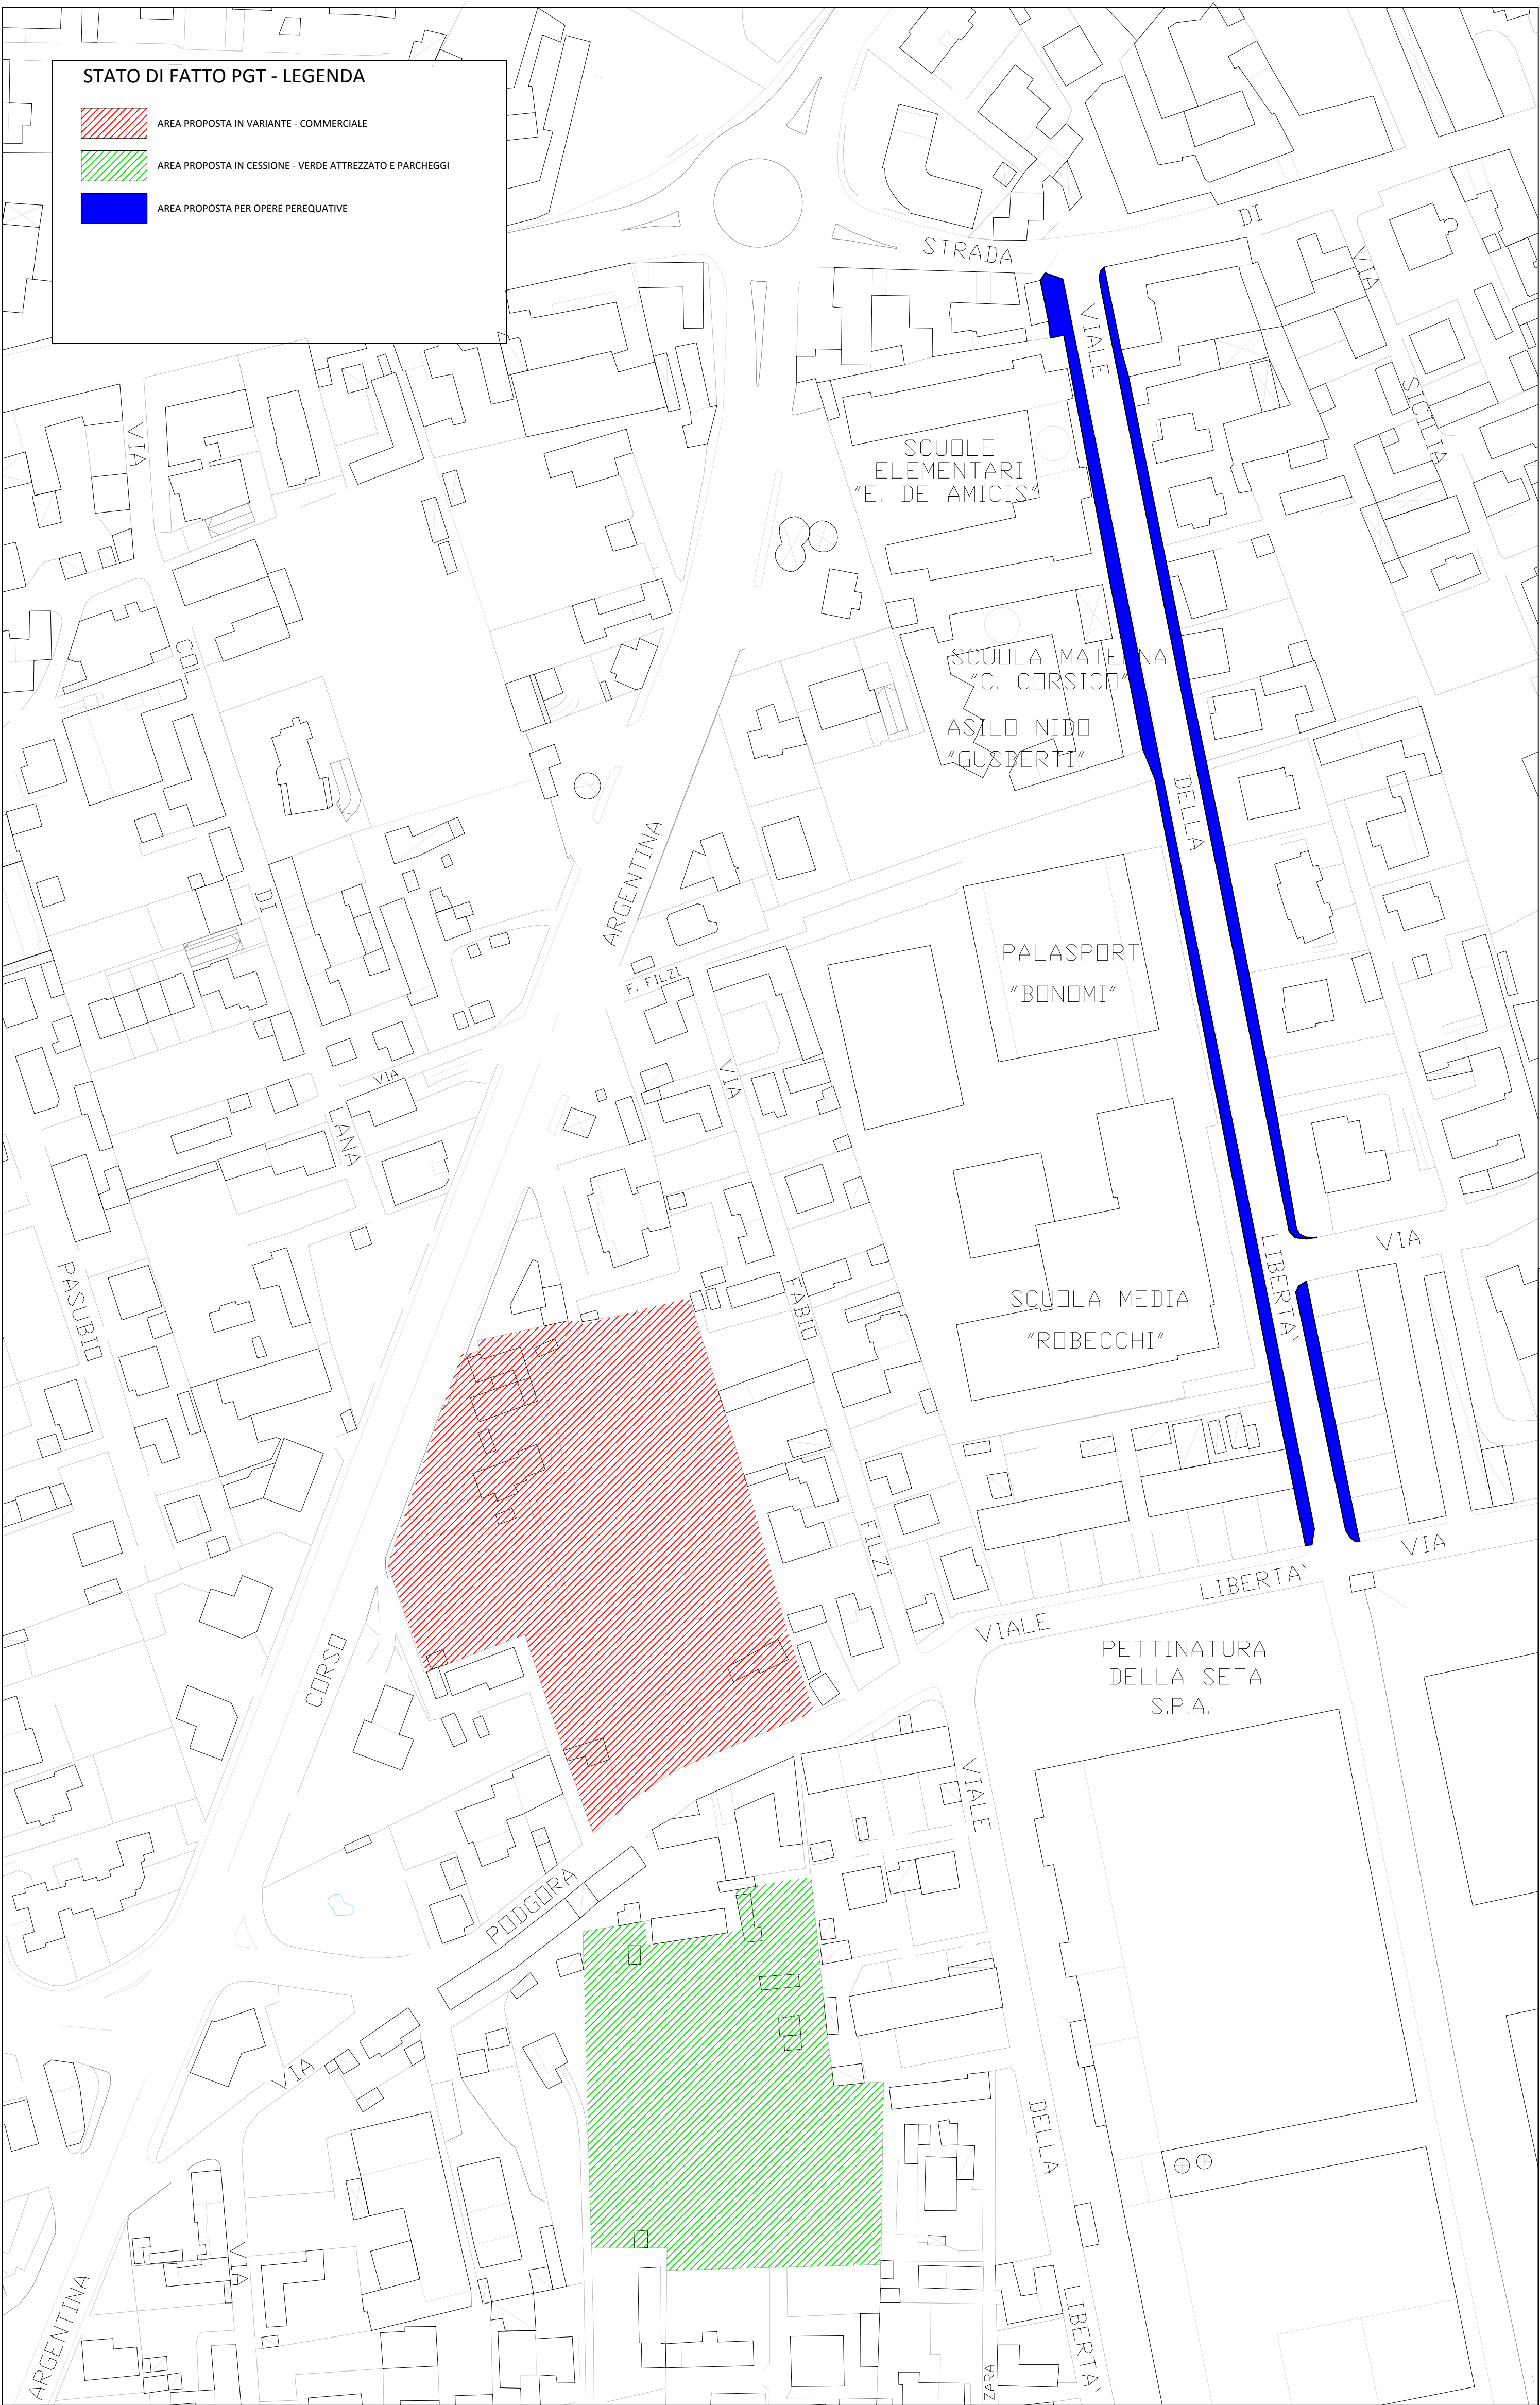 STATO DI FATTO PGT - LEGENDA
AREA PROPOSTA IN VARIANTE - COMMERCIALE
AREA PROPOSTA IN CESSIONE - VERDE ATTREZZATO E PARCHEGGI
AREA PROPOSTA PER OPERE PEREQUATIVE
STRADA
DI
VIA
SICILIA
VIALE
VIA
SCUOLE
ELEMENTARI
"E. DE AMICIS"
COL
SCUOLA MATERNA
"C. CORSICO"
ASILO NIDO
"GUSBERTI"
DELLA
ARGENTINA
DI
PALASPORT
"BONOMI"
F. FILZI
VIA
VIA
LANA
PASUBIO
FABIO
SCUOLA MEDIA
"ROBECCHI"
LIBERTA'
VIA
FILZI
VIA
LIBERTA'
VIALE
CORSO
PETTINATURA
DELLA SETA
S.P.A.
VIALE
PODGORA
VIA
DELLA
VIA
ARGENTINA
LIBERTA'
ZARA